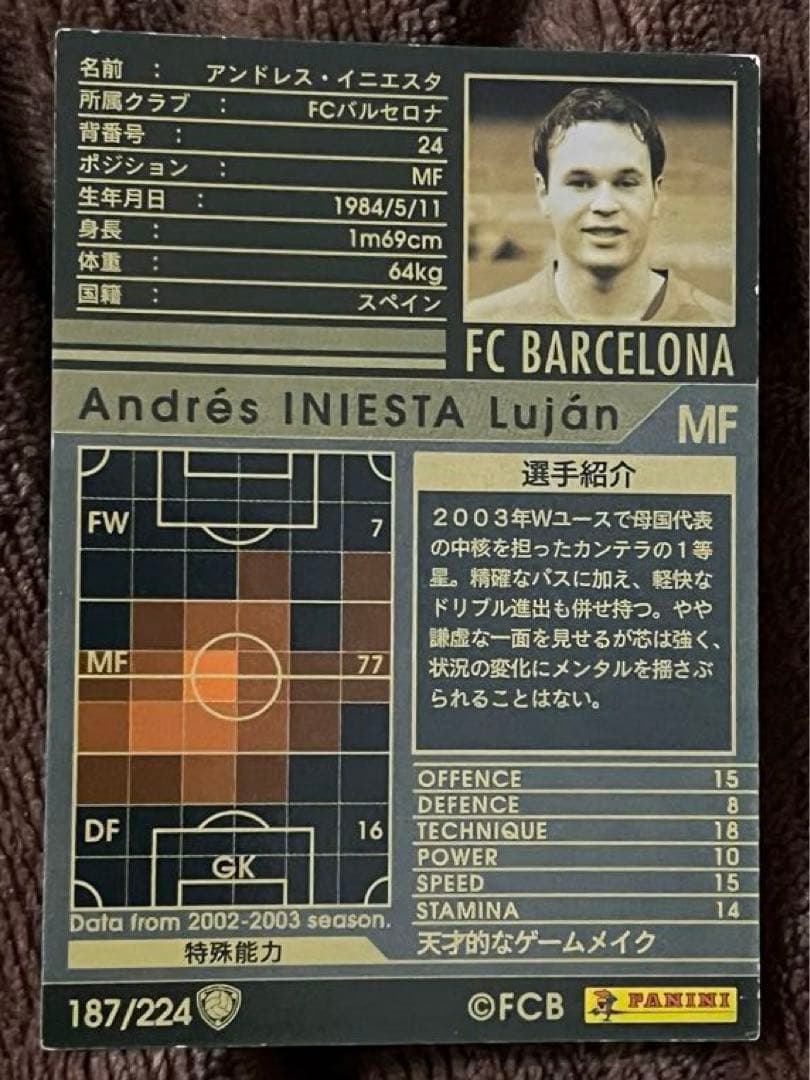 名前 : アンドレス・イニエスタ
所属クラブ : FCバルセロナ
背番号 : 24
ポジション : MF
生年月日 : 1984/5/11
身長 : 1m69cm
体重 : 64kg
国籍 : スペイン
FC BARCELONA
Andrés INIESTA Luján
MF
FW 7
MF 77
DF 16
GK
Data from 2002-2003 season.
選手紹介
２００３年Wユースで母国代表
の中核を担ったカンテラの１等
星。精確なパスに加え、軽快な
ドリブル進出も併せ持つ。やや
謙虚な一面を見せるが芯は強く、
状況の変化にメンタルを揺さぶ
られることはない。
OFFENCE 15
DEFENCE 8
TECHNIQUE 18
POWER 10
SPEED 15
STAMINA 14
特殊能力
天才的なゲームメイク
187/224
©FCB
PANINI